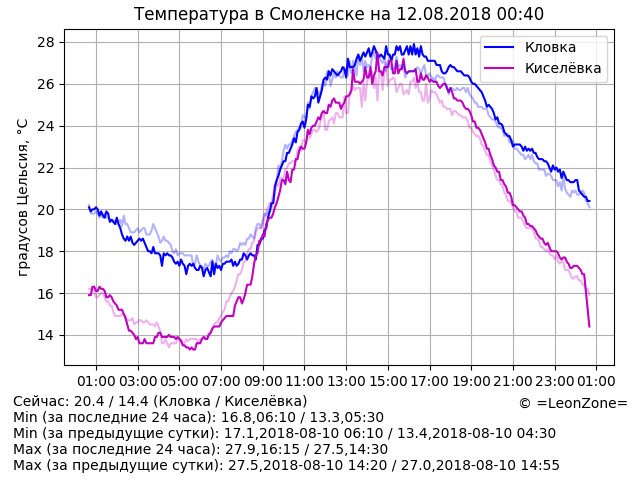 Температура в Смоленске на 12.08.2018 00:40
Кловка
Киселёвка
градусов Цельсия, °C
28
26
24
22
20
18
16
14
01:00 03:00 05:00 07:00 09:00 11:00 13:00 15:00 17:00 19:00 21:00 23:00 01:00
Сейчас: 20.4 / 14.4 (Кловка / Киселёвка)
© =LeonZone=
Min (за последние 24 часа): 16.8,06:10 / 13.3,05:30
Min (за предыдущие сутки): 17.1,2018-08-10 06:10 / 13.4,2018-08-10 04:30
Max (за последние 24 часа): 27.9,16:15 / 27.5,14:30
Max (за предыдущие сутки): 27.5,2018-08-10 14:20 / 27.0,2018-08-10 14:55